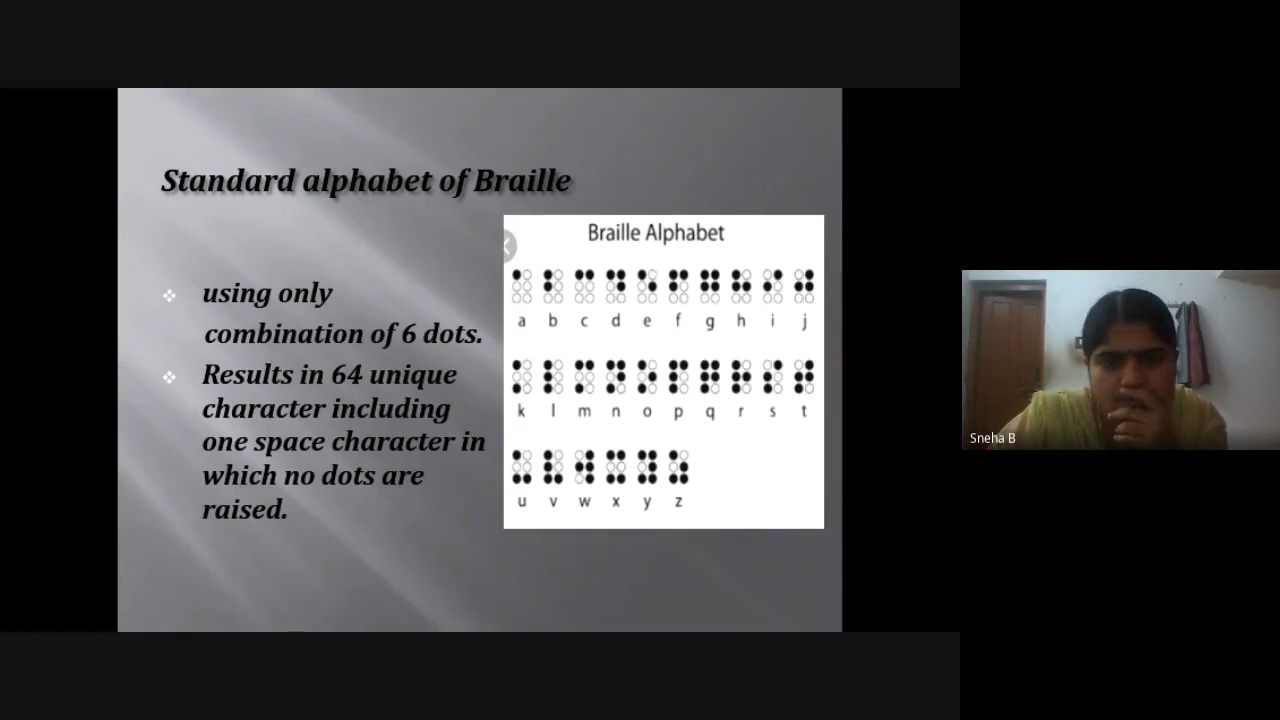 Standard alphabet of Braille
using only
combination of 6 dots.
Results in 64 unique
character including
one space character in
which no dots are
raised.
Braille Alphabet
a b c d e f g h i j
k l m n o p q r s t
u v w x y z
Sneha B